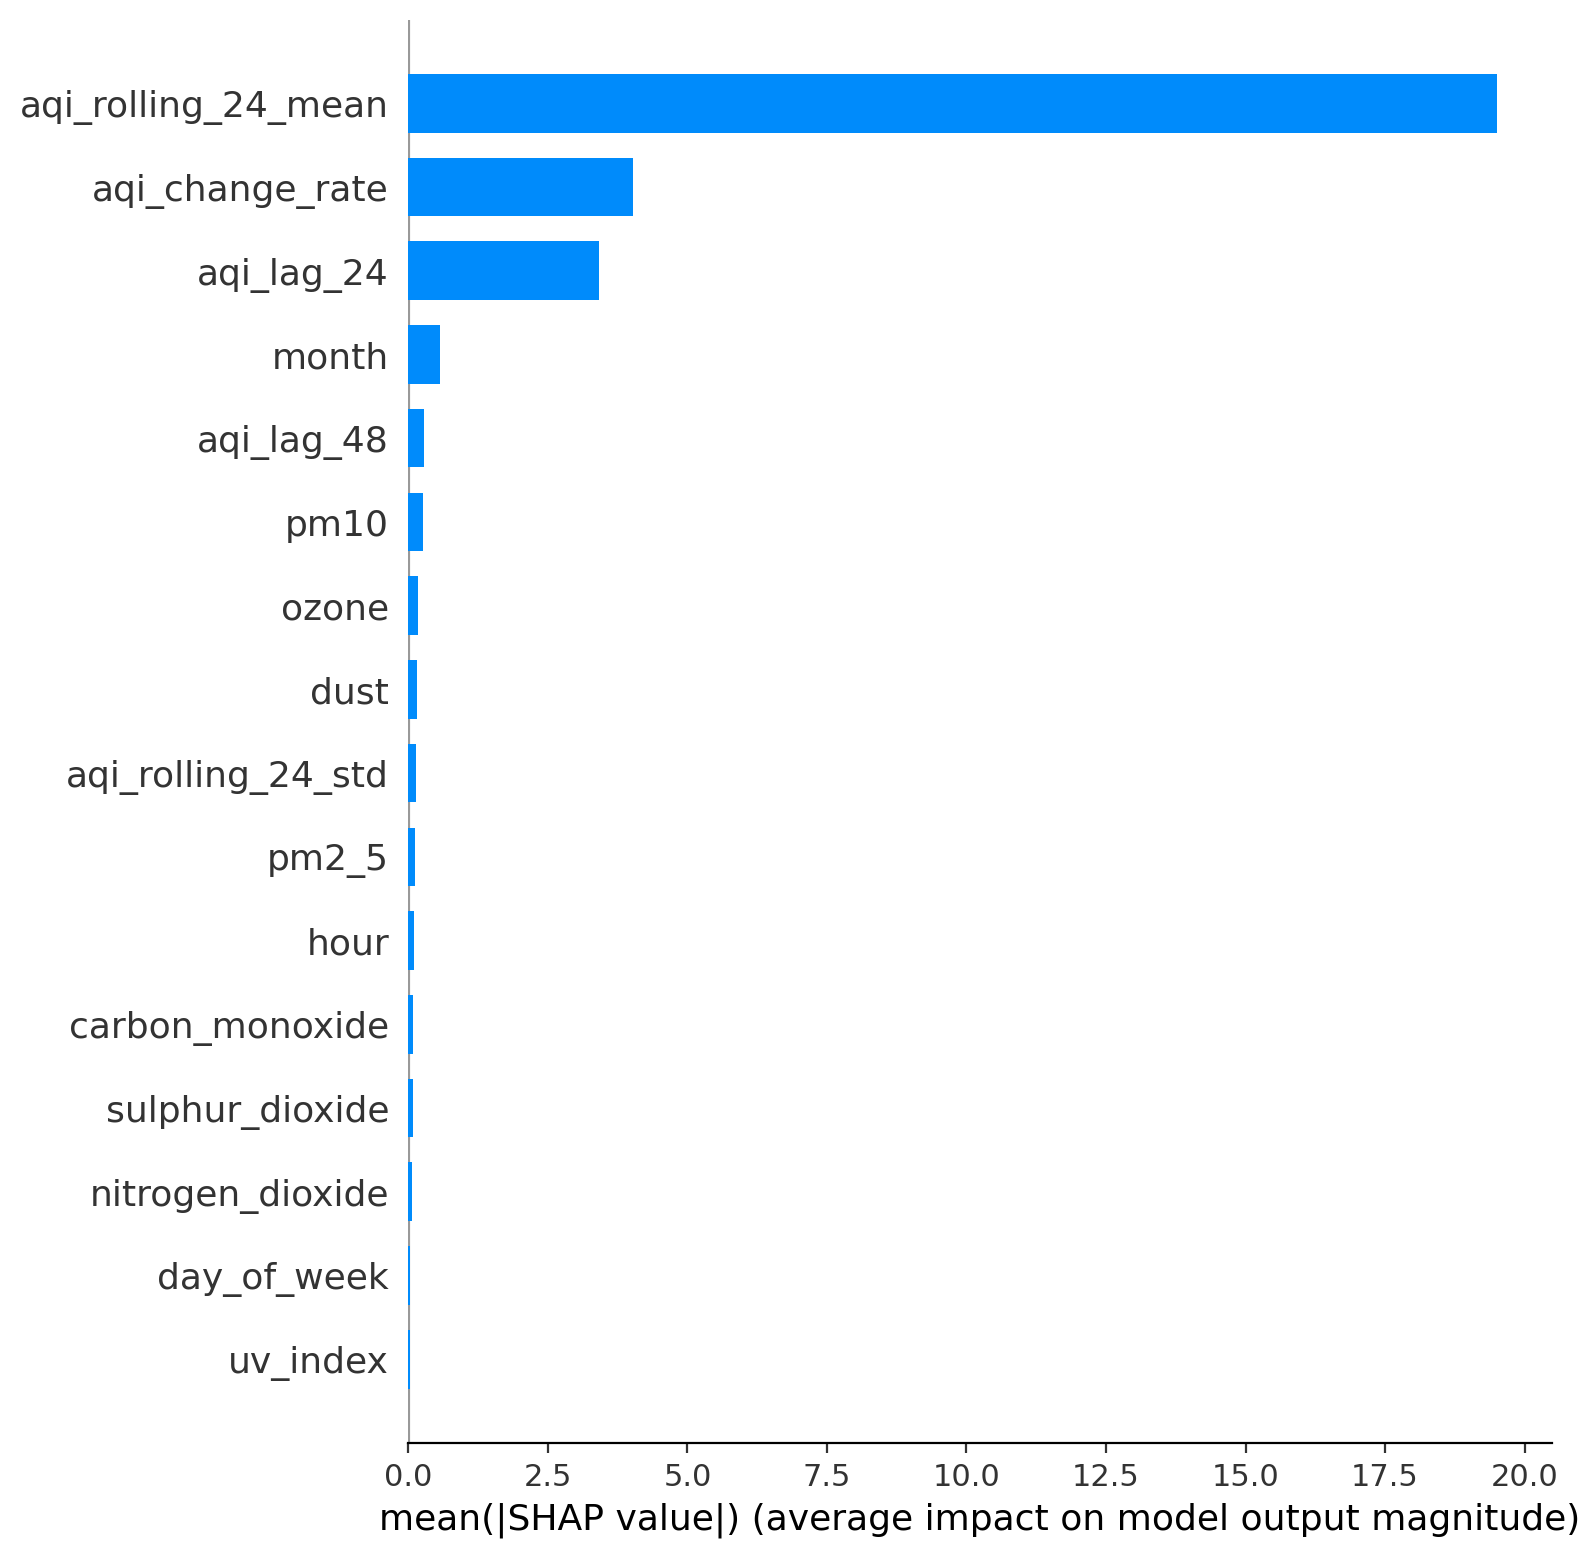 aqi_rolling_24_mean
aqi_change_rate
aqi_lag_24
month
aqi_lag_48
pm10
ozone
dust
aqi_rolling_24_std
pm2_5
hour
carbon_monoxide
sulphur_dioxide
nitrogen_dioxide
day_of_week
uv_index
0.0 2.5 5.0 7.5 10.0 12.5 15.0 17.5 20.0
mean(|SHAP value|) (average impact on model output magnitude)